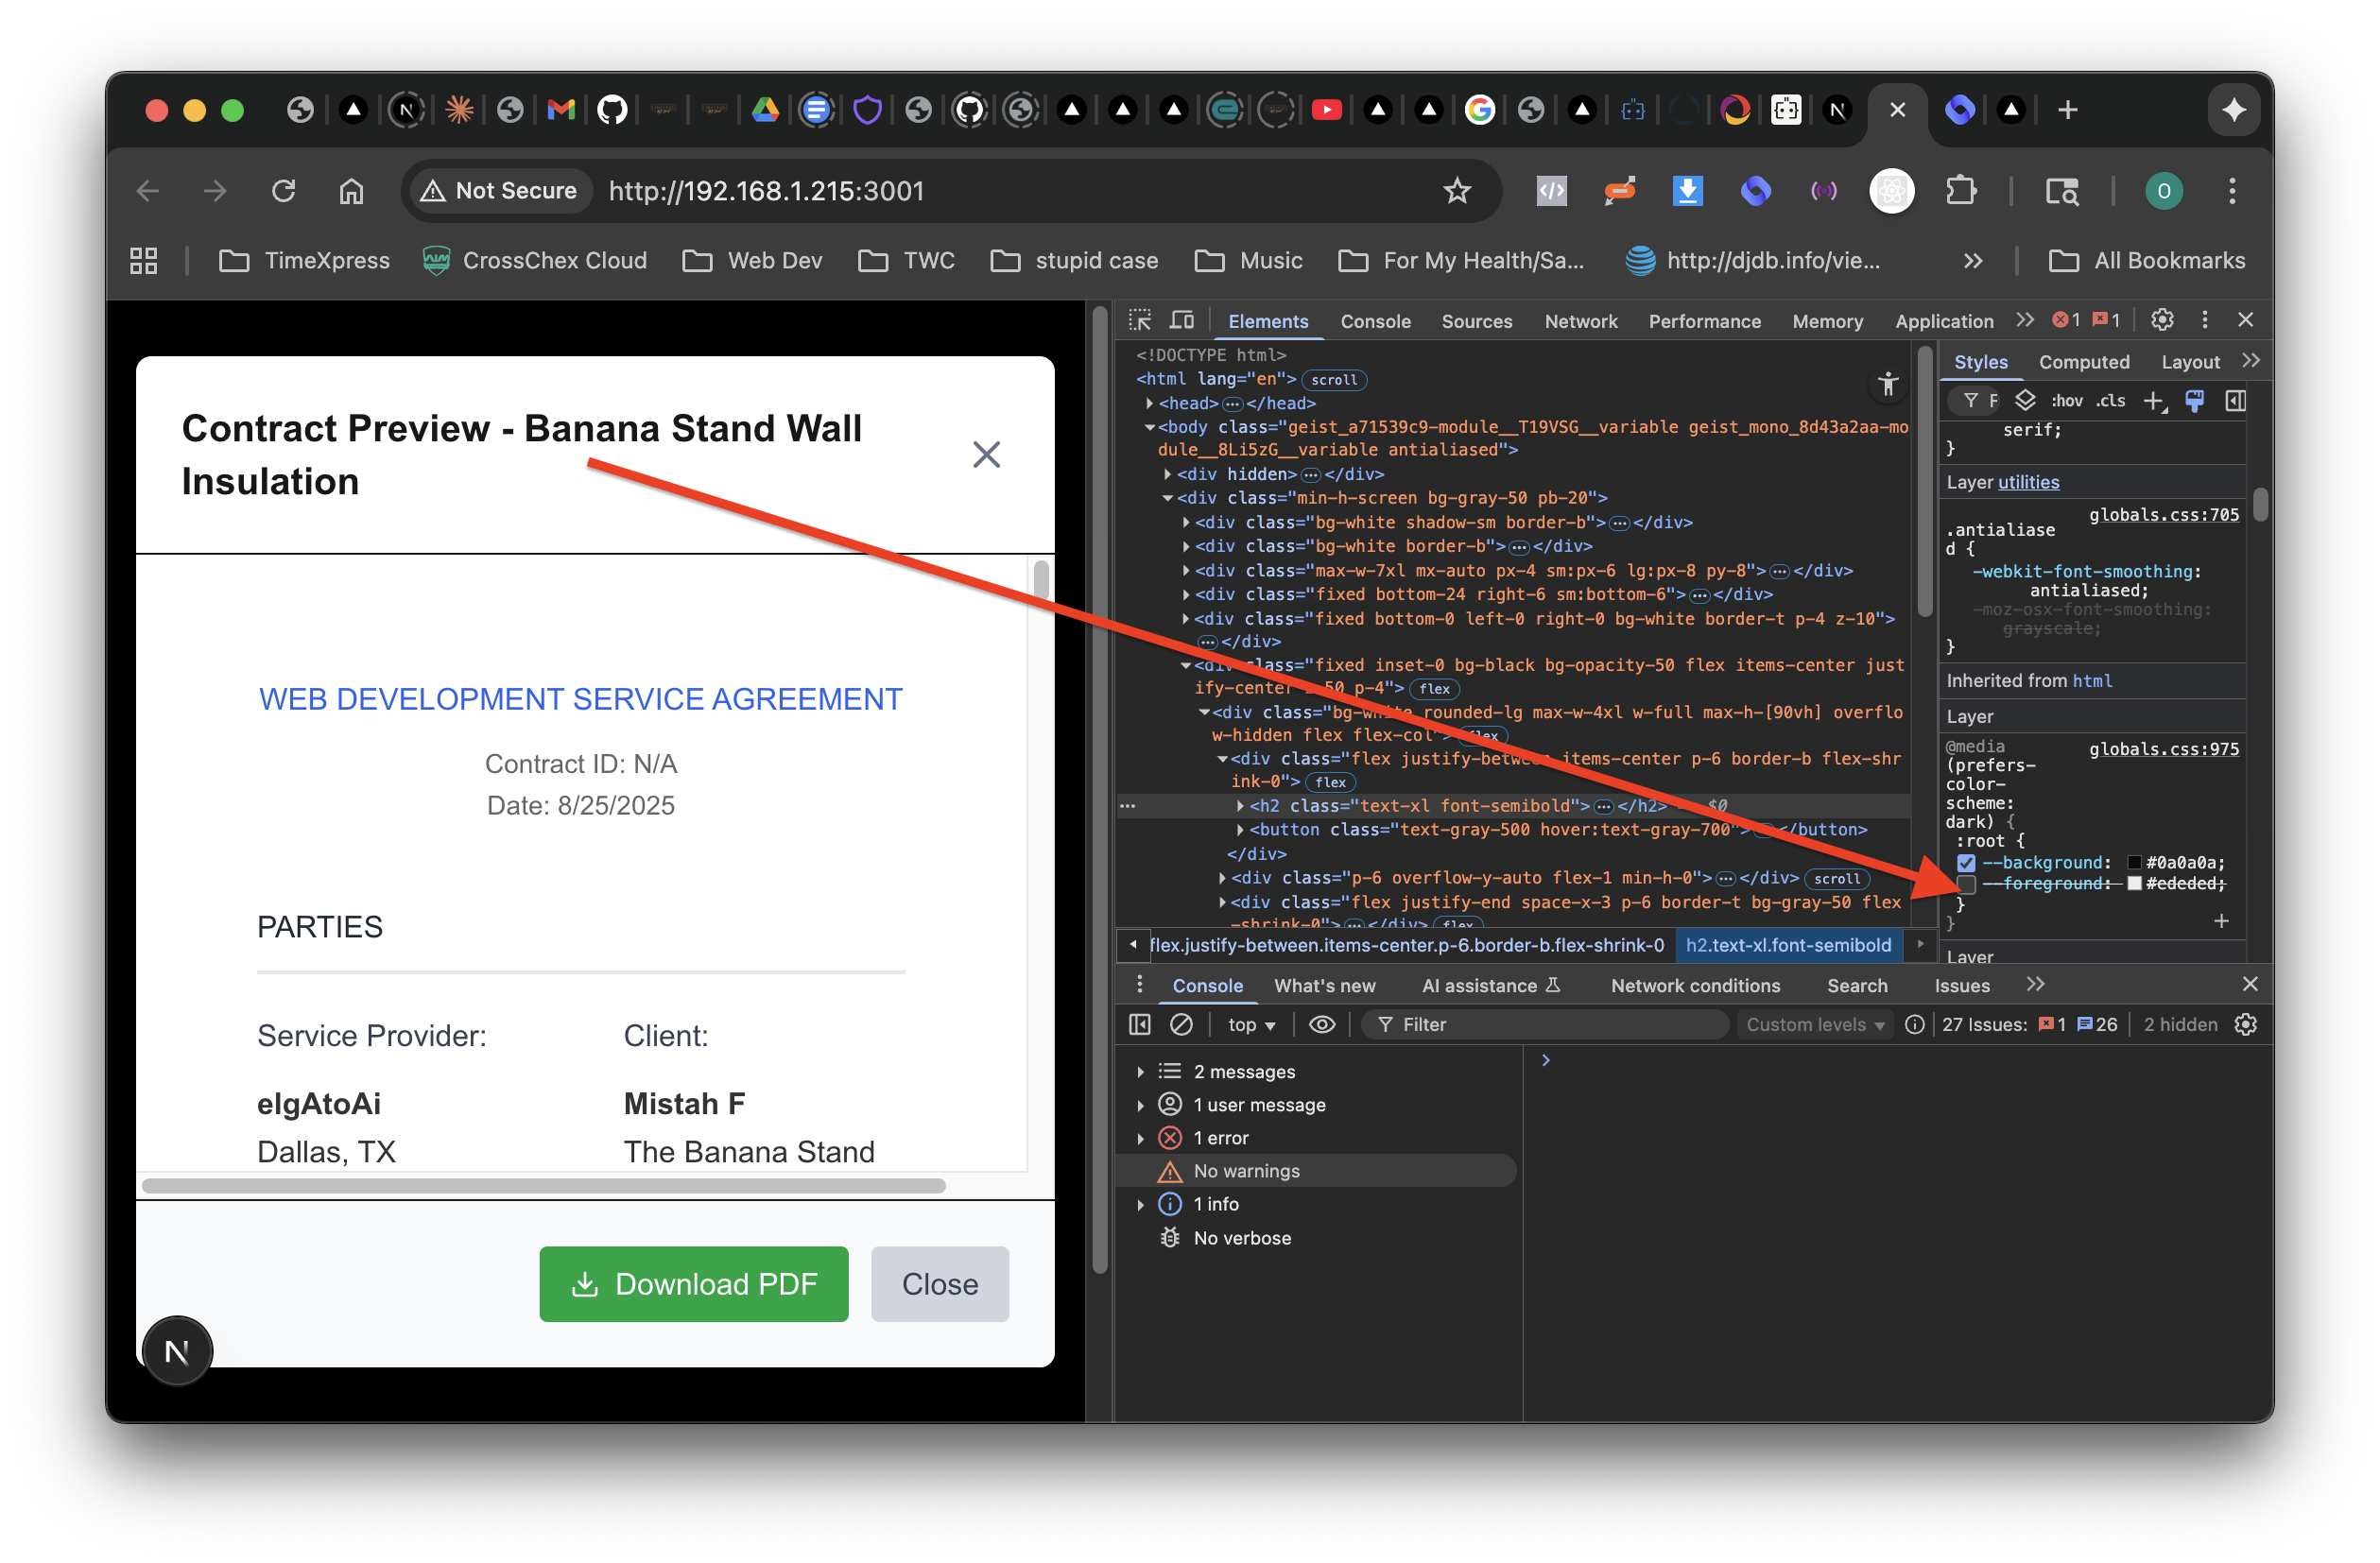 Not Secure
http://192.168.1.215:3001
TimeXpress
CrossChex Cloud
Web Dev
TWC
stupid case
Music
For My Health/Sa...
http://djdb.info/vie...
All Bookmarks
Contract Preview - Banana Stand Wall
Insulation
WEB DEVELOPMENT SERVICE AGREEMENT
Contract ID: N/A
Date: 8/25/2025
PARTIES
Service Provider:
Client:
elgAtoAi
Mistah F
Dallas, TX
The Banana Stand
Download PDF
Close
N
Elements
Console
Sources
Network
Performance
Memory
Application
1
1
<!DOCTYPE html>
<html lang="en"> scroll
<head>…</head>
<body class="geist_a71539c9-module__T19VSG__variable geist_mono_8d43a2aa-mo
dule__8Li5zG__variable antialiased">
<div hidden>…</div>
<div class="min-h-screen bg-gray-50 pb-20">
<div class="bg-white shadow-sm border-b">…</div>
<div class="bg-white border-b">…</div>
<div class="max-w-7xl mx-auto px-4 sm:px-6 lg:px-8 py-8">…</div>
<div class="fixed bottom-24 right-6 sm:bottom-6">…</div>
<div class="fixed bottom-0 left-0 right-0 bg-white border-t p-4 z-10">
…</div>
<div class="fixed inset-0 bg-black bg-opacity-50 flex items-center just
ify-center z-50 p-4"> flex
<div class="bg-white rounded-lg max-w-4xl w-full max-h-[90vh] overflo
w-hidden flex flex-col"> flex
<div class="flex justify-between items-center p-6 border-b flex-shr
ink-0"> flex
<h2 class="text-xl font-semibold">…</h2> == $0
<button class="text-gray-500 hover:text-gray-700">…</button>
</div>
<div class="p-6 overflow-y-auto flex-1 min-h-0">…</div> scroll
<div class="flex justify-end space-x-3 p-6 border-t bg-gray-50 flex
-shrink-0">…</div> flex
flex.justify-between.items-center.p-6.border-b.flex-shrink-0
h2.text-xl.font-semibold
Styles
Computed
Layout
F
:hov
.cls
serif;
}
Layer utilities
globals.css:705
.antialiase
d {
-webkit-font-smoothing:
antialiased;
-moz-osx-font-smoothing:
grayscale;
}
Inherited from html
Layer
@media
globals.css:975
(prefers-
color-
scheme:
dark) {
:root {
--background: #0a0a0a;
--foreground: #ededed;
}
}
Layer
Console
What's new
AI assistance
Network conditions
Search
Issues
top
Filter
Custom levels
27 Issues: 1 26
2 hidden
2 messages
1 user message
1 error
No warnings
1 info
No verbose
O